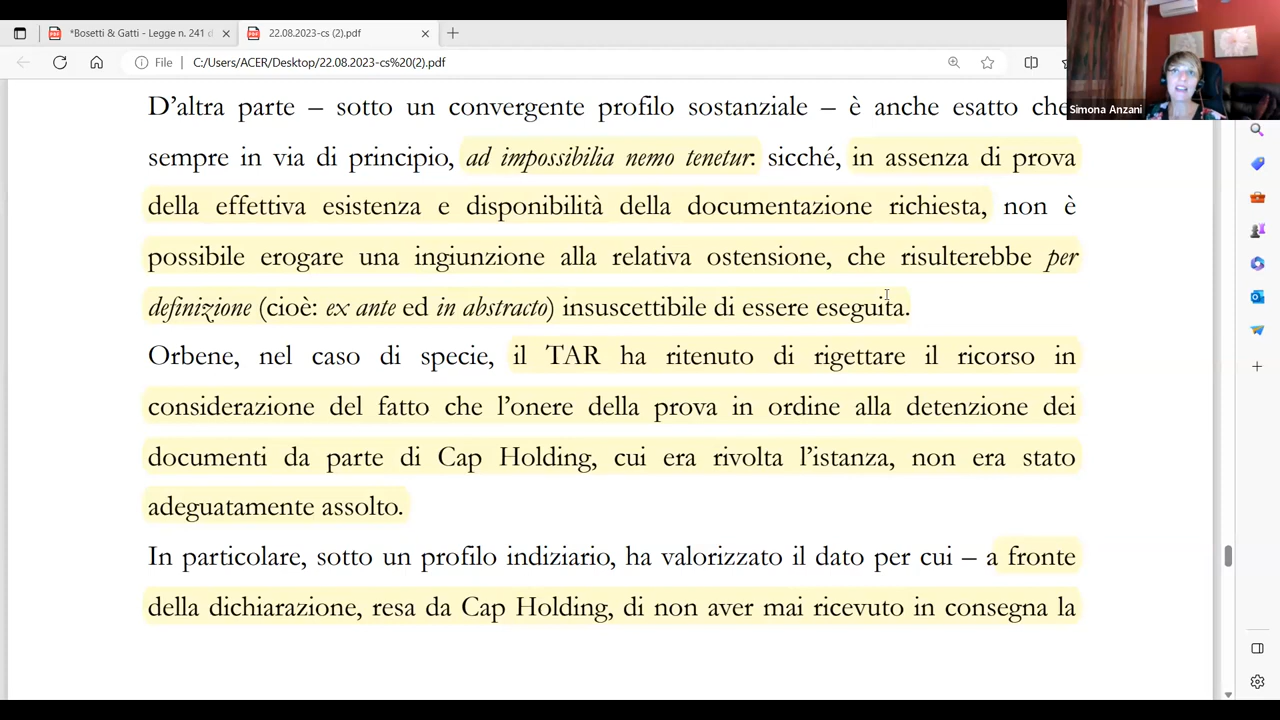 *Bosetti & Gatti - Legge n. 241 d
22.08.2023-cs (2).pdf
File
C:/Users/ACER/Desktop/22.08.2023-cs%20(2).pdf
Simona Anzani
D’altra parte – sotto un convergente profilo sostanziale – è anche esatto che
sempre in via di principio, ad impossibilia nemo tenetur: sicché, in assenza di prova
della effettiva esistenza e disponibilità della documentazione richiesta, non è
possibile erogare una ingiunzione alla relativa ostensione, che risulterebbe per
definizione (cioè: ex ante ed in abstracto) insuscettibile di essere eseguita.
Orbene, nel caso di specie, il TAR ha ritenuto di rigettare il ricorso in
considerazione del fatto che l’onere della prova in ordine alla detenzione dei
documenti da parte di Cap Holding, cui era rivolta l’istanza, non era stato
adeguatamente assolto.
In particolare, sotto un profilo indiziario, ha valorizzato il dato per cui – a fronte
della dichiarazione, resa da Cap Holding, di non aver mai ricevuto in consegna la